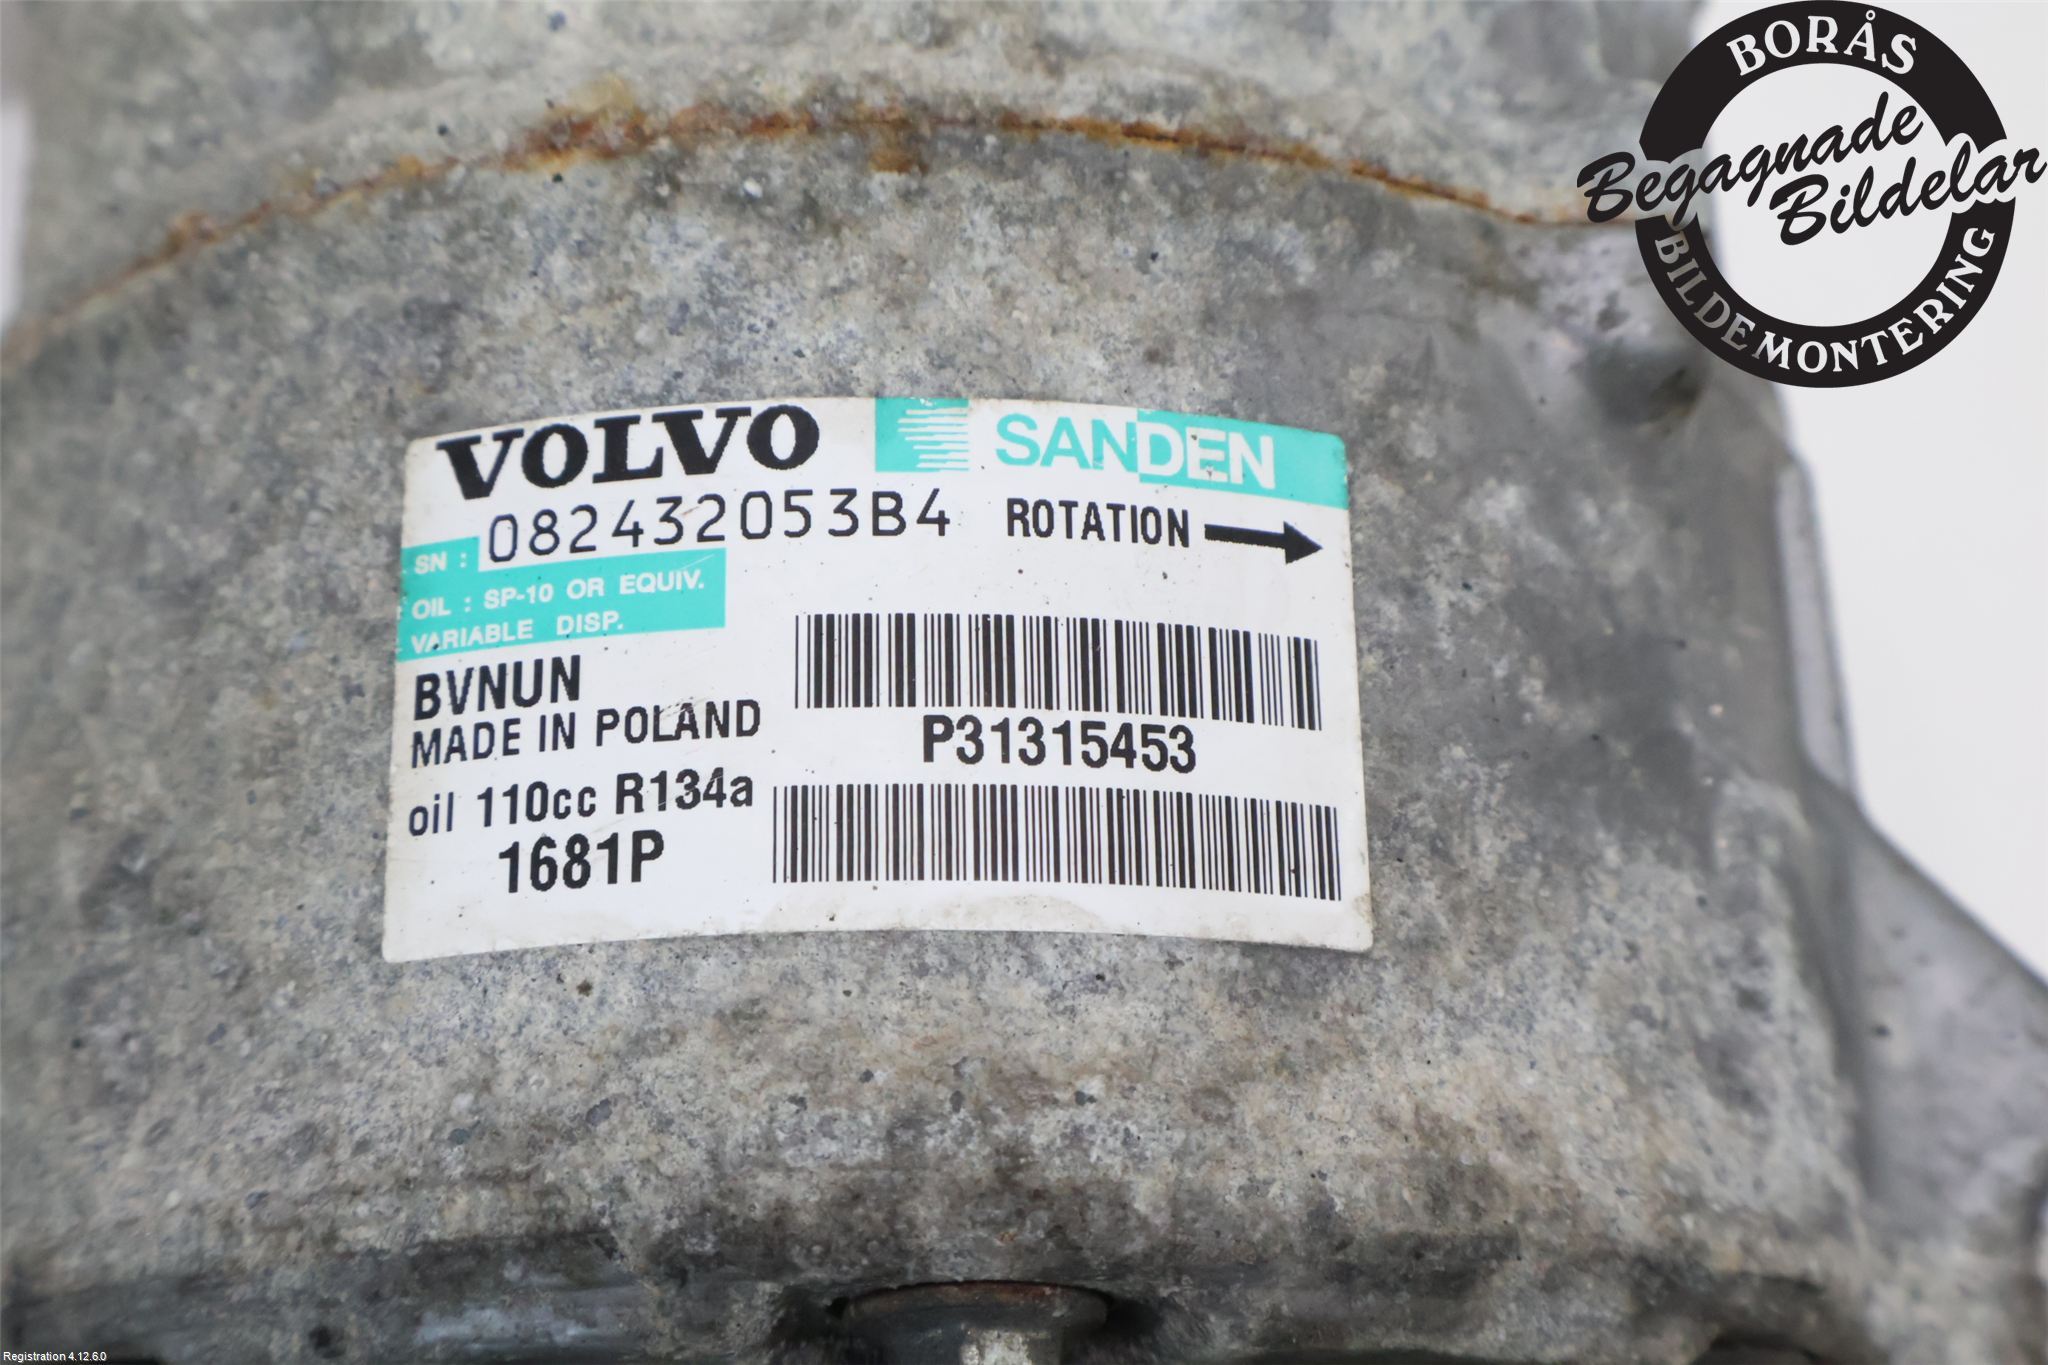 BORÅS
Begagnade
Bildelar
BILDEMONTERING
VOLVO
SANDEN
SN : 082432053B4
ROTATION
OIL : SP-10 OR EQUIV.
VARIABLE DISP.
BVNUN
MADE IN POLAND
P31315453
oil 110cc R134a
1681P
Registration 4.12.6.0